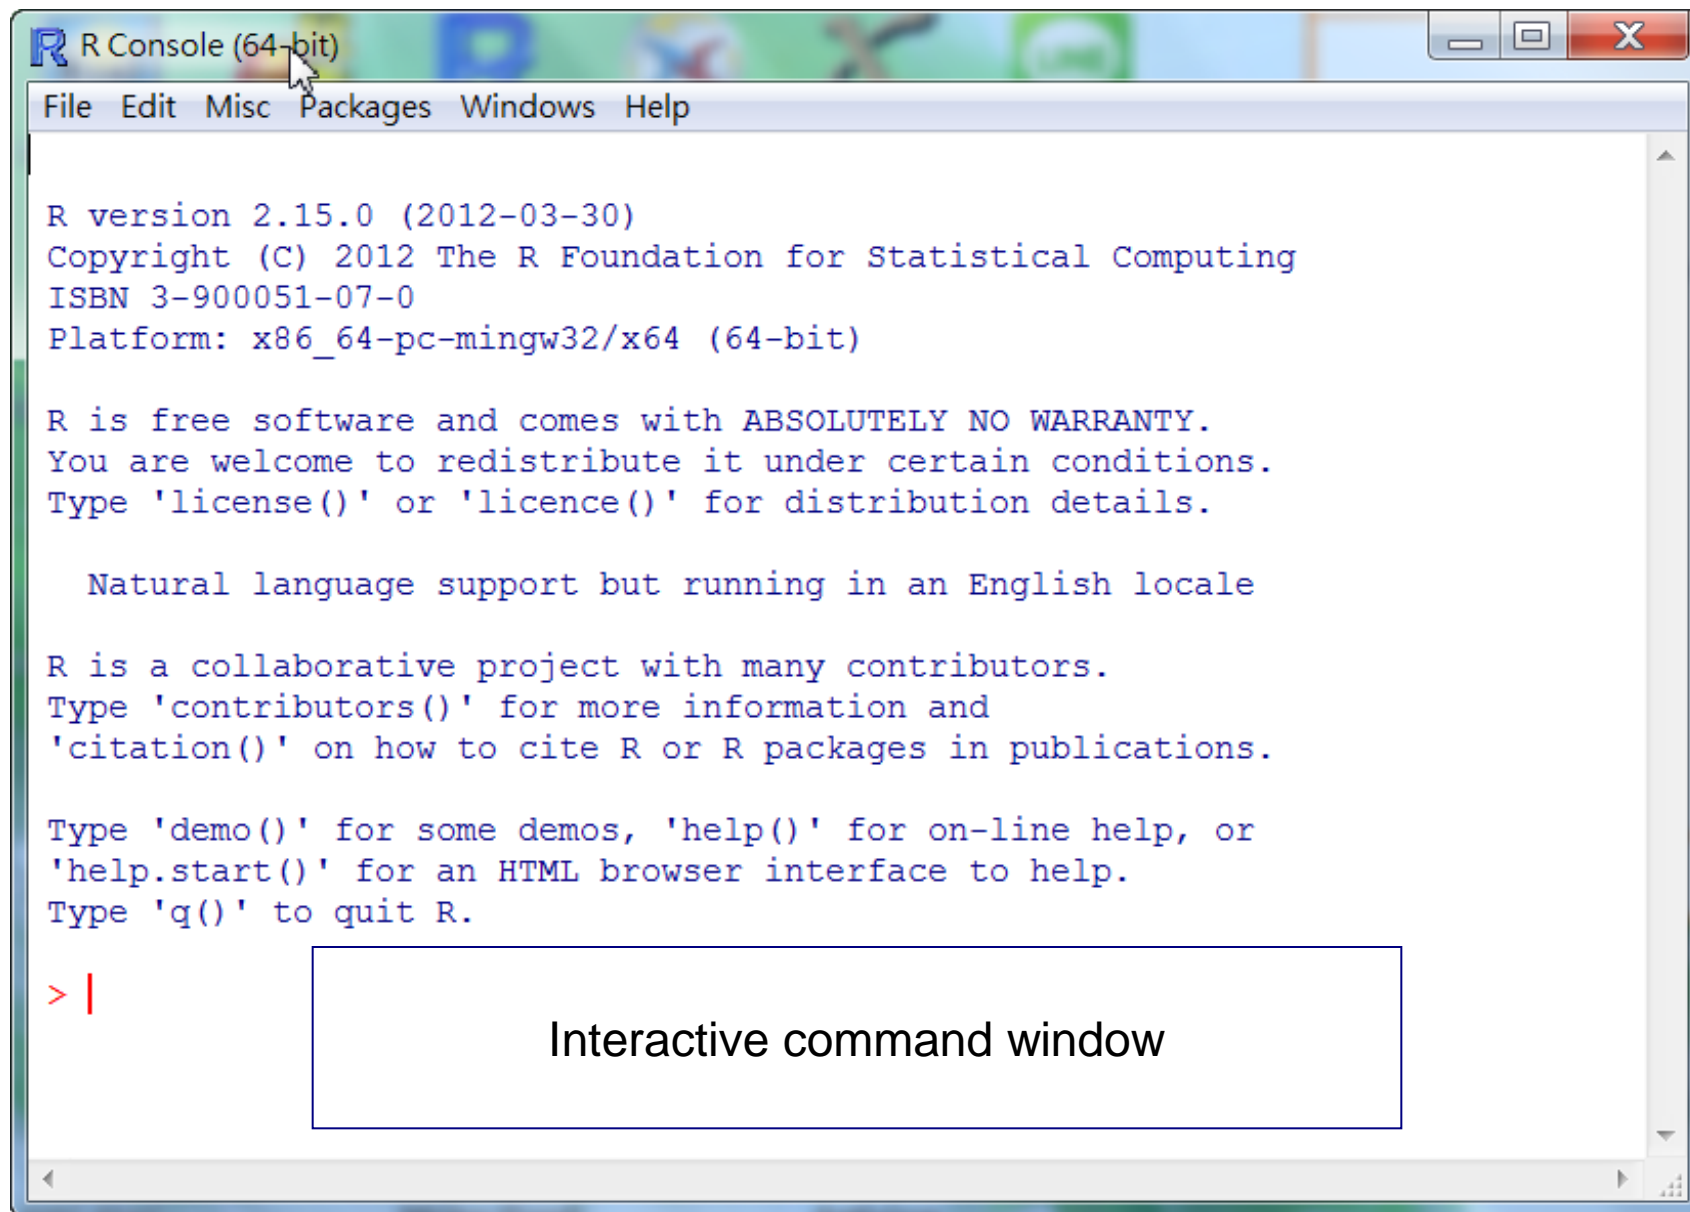 R Console (64-bit)
File Edit Misc Packages Windows Help
R version 2.15.0 (2012-03-30)
Copyright (C) 2012 The R Foundation for Statistical Computing
ISBN 3-900051-07-0
Platform: x86_64-pc-mingw32/x64 (64-bit)
R is free software and comes with ABSOLUTELY NO WARRANTY.
You are welcome to redistribute it under certain conditions.
Type 'license()' or 'licence()' for distribution details.
Natural language support but running in an English locale
R is a collaborative project with many contributors.
Type 'contributors()' for more information and
'citation()' on how to cite R or R packages in publications.
Type 'demo()' for some demos, 'help()' for on-line help, or
'help.start()' for an HTML browser interface to help.
Type 'q()' to quit R.
>
Interactive command window